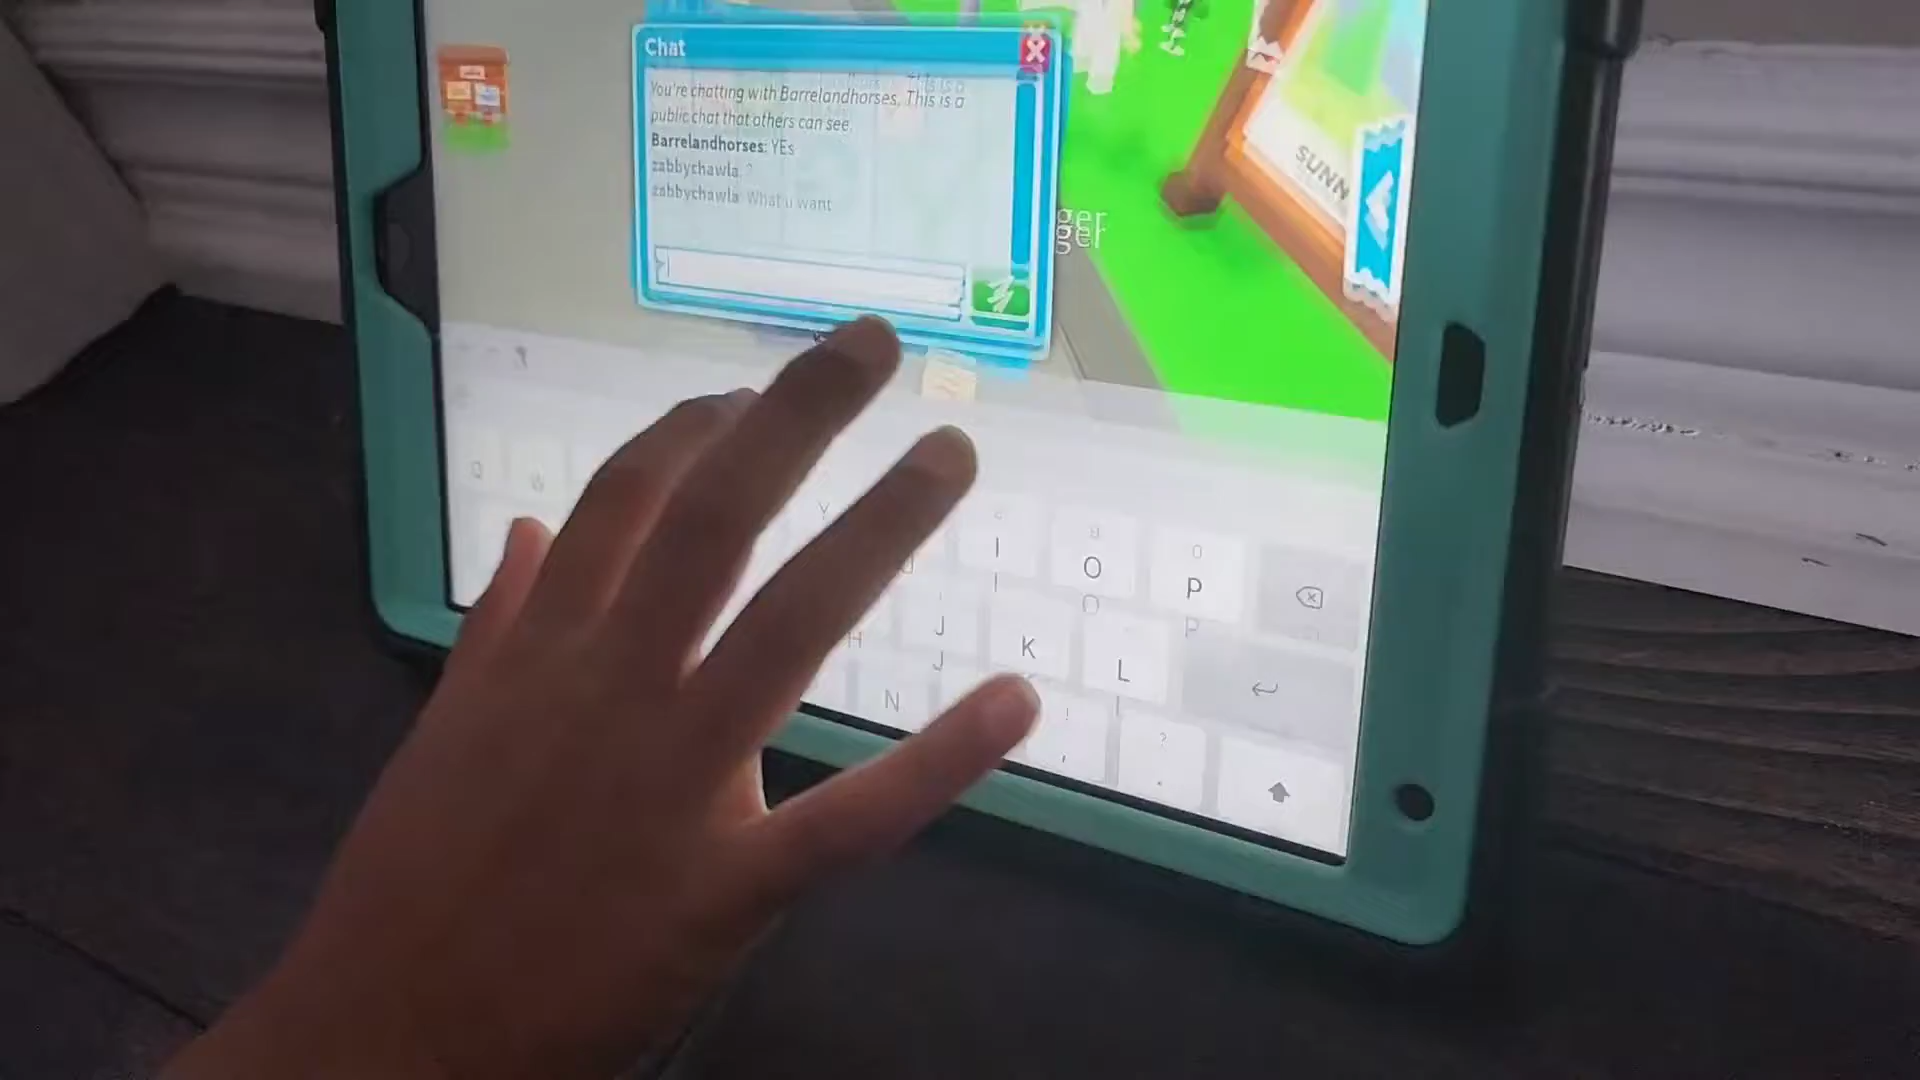 Chat
You're chatting with Barrelandhorses. This is a
public chat that others can see.
Barrelandhorses: YEs
zabbychawla: ?
zabbychawla: What u want
ger
SUNN
Q W Y U I O P
H J K L
N ! , ? .